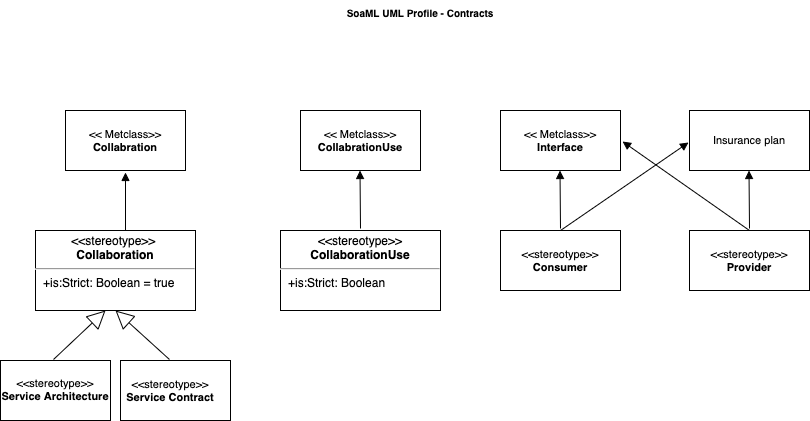 SoaML UML Profile - Contracts
<< Metclass>>
Collabration
<< Metclass>>
CollabrationUse
<< Metclass>>
Interface
Insurance plan
<<stereotype>>
Collaboration
+is:Strict: Boolean = true
<<stereotype>>
CollaborationUse
+is:Strict: Boolean
<<stereotype>>
Consumer
<<stereotype>>
Provider
<<stereotype>>
Service Architecture
<<stereotype>>
Service Contract